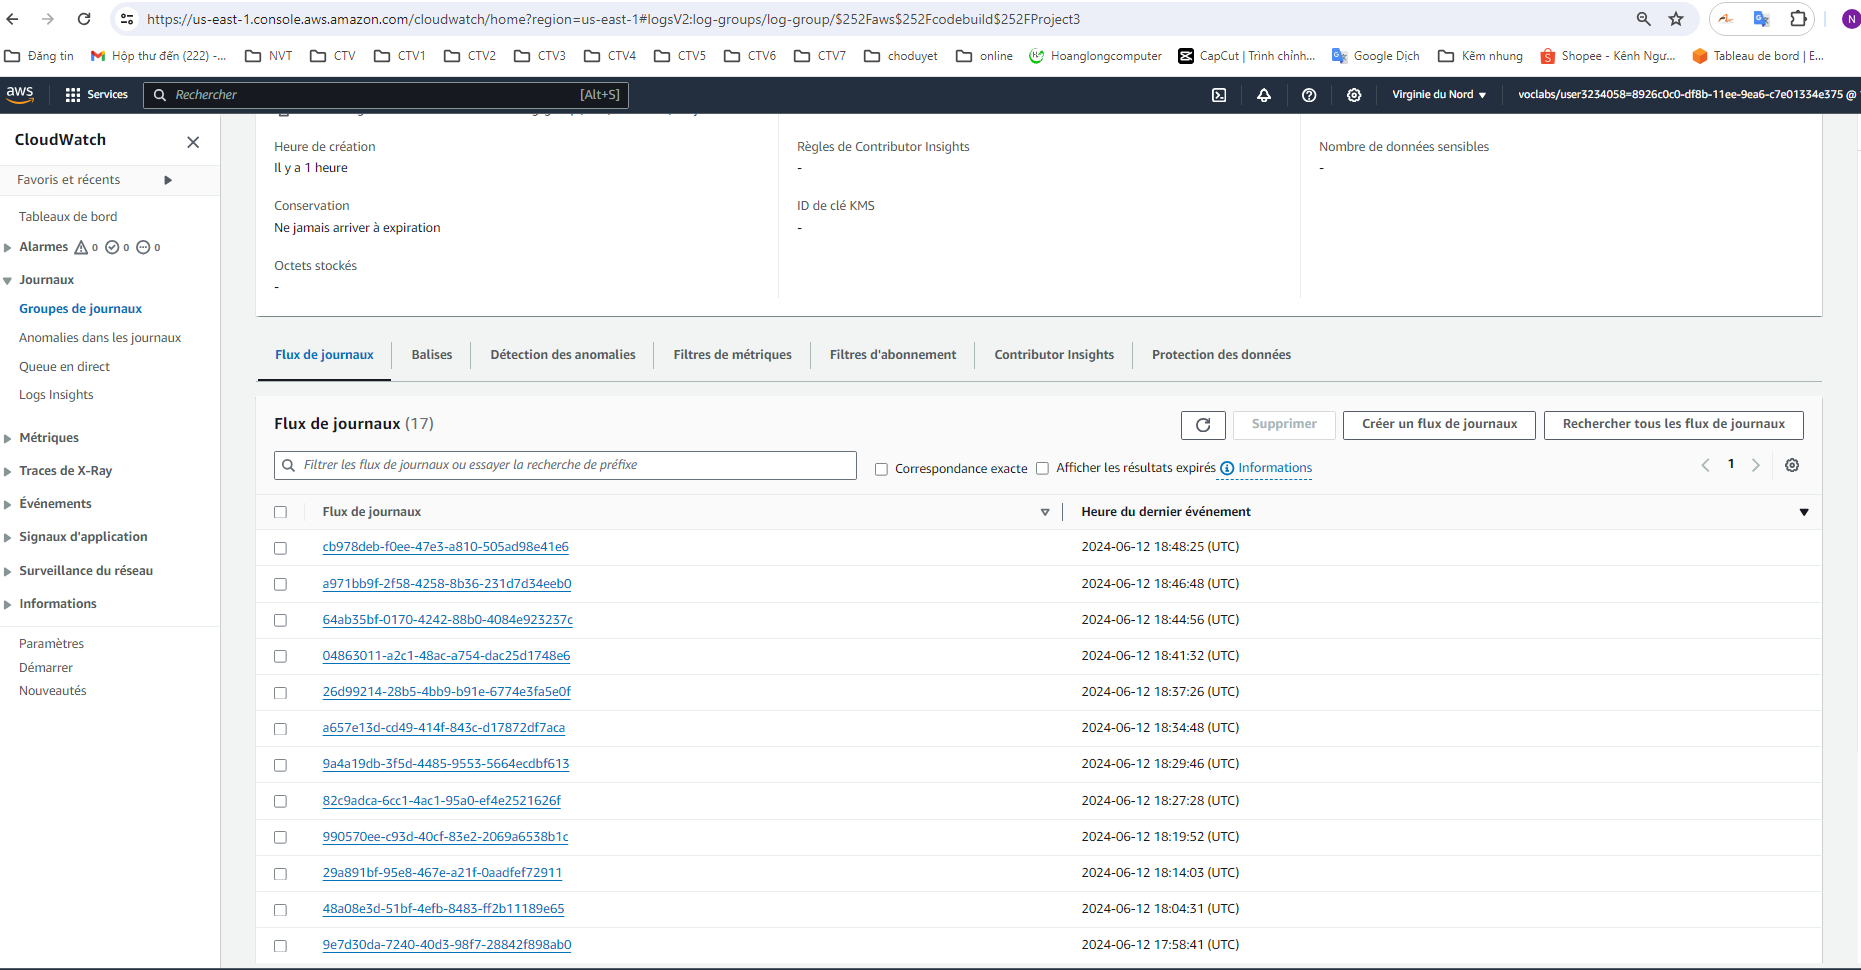 https://us-east-1.console.aws.amazon.com/cloudwatch/home?region=us-east-1#logsV2:log-groups/log-group/$252Faws$252Fcodebuild$252FProject3
N
Đăng tin Hộp thư đến (222) -... NVT CTV CTV1 CTV2 CTV3 CTV4 CTV5 CTV6 CTV7 choduyet online Hoanglongcomputer CapCut | Trình chỉnh... Google Dịch Kẽm nhung Shopee - Kênh Ngư... Tableau de bord | E...
aws Services Rechercher [Alt+S] Virginie du Nord voclabs/user3234058=8926c0c0-df8b-11ee-9ea6-c7e01334e375 @
CloudWatch
Favoris et récents
Tableaux de bord
Alarmes 0 0 0
Journaux
Groupes de journaux
Anomalies dans les journaux
Queue en direct
Logs Insights
Métriques
Traces de X-Ray
Événements
Signaux d'application
Surveillance du réseau
Informations
Paramètres
Démarrer
Nouveautés
Heure de création
Il y a 1 heure
Conservation
Ne jamais arriver à expiration
Octets stockés
-
Règles de Contributor Insights
-
ID de clé KMS
-
Nombre de données sensibles
-
Flux de journaux Balises Détection des anomalies Filtres de métriques Filtres d'abonnement Contributor Insights Protection des données
Flux de journaux (17)
Supprimer Créer un flux de journaux Rechercher tous les flux de journaux
Filtrer les flux de journaux ou essayer la recherche de préfixe Correspondance exacte Afficher les résultats expirés Informations 1
Flux de journaux Heure du dernier événement
cb978deb-f0ee-47e3-a810-505ad98e41e6 2024-06-12 18:48:25 (UTC)
a971bb9f-2f58-4258-8b36-231d7d34eeb0 2024-06-12 18:46:48 (UTC)
64ab35bf-0170-4242-88b0-4084e923237c 2024-06-12 18:44:56 (UTC)
04863011-a2c1-48ac-a754-dac25d1748e6 2024-06-12 18:41:32 (UTC)
26d99214-28b5-4bb9-b91e-6774e3fa5e0f 2024-06-12 18:37:26 (UTC)
a657e13d-cd49-414f-843c-d17872df7aca 2024-06-12 18:34:48 (UTC)
9a4a19db-3f5d-4485-9553-5664ecdbf613 2024-06-12 18:29:46 (UTC)
82c9adca-6cc1-4ac1-95a0-ef4e2521626f 2024-06-12 18:27:28 (UTC)
990570ee-c93d-40cf-83e2-2069a6538b1c 2024-06-12 18:19:52 (UTC)
29a891bf-95e8-467e-a21f-0aadfef72911 2024-06-12 18:14:03 (UTC)
48a08e3d-51bf-4efb-8483-ff2b11189e65 2024-06-12 18:04:31 (UTC)
9e7d30da-7240-40d3-98f7-28842f898ab0 2024-06-12 17:58:41 (UTC)